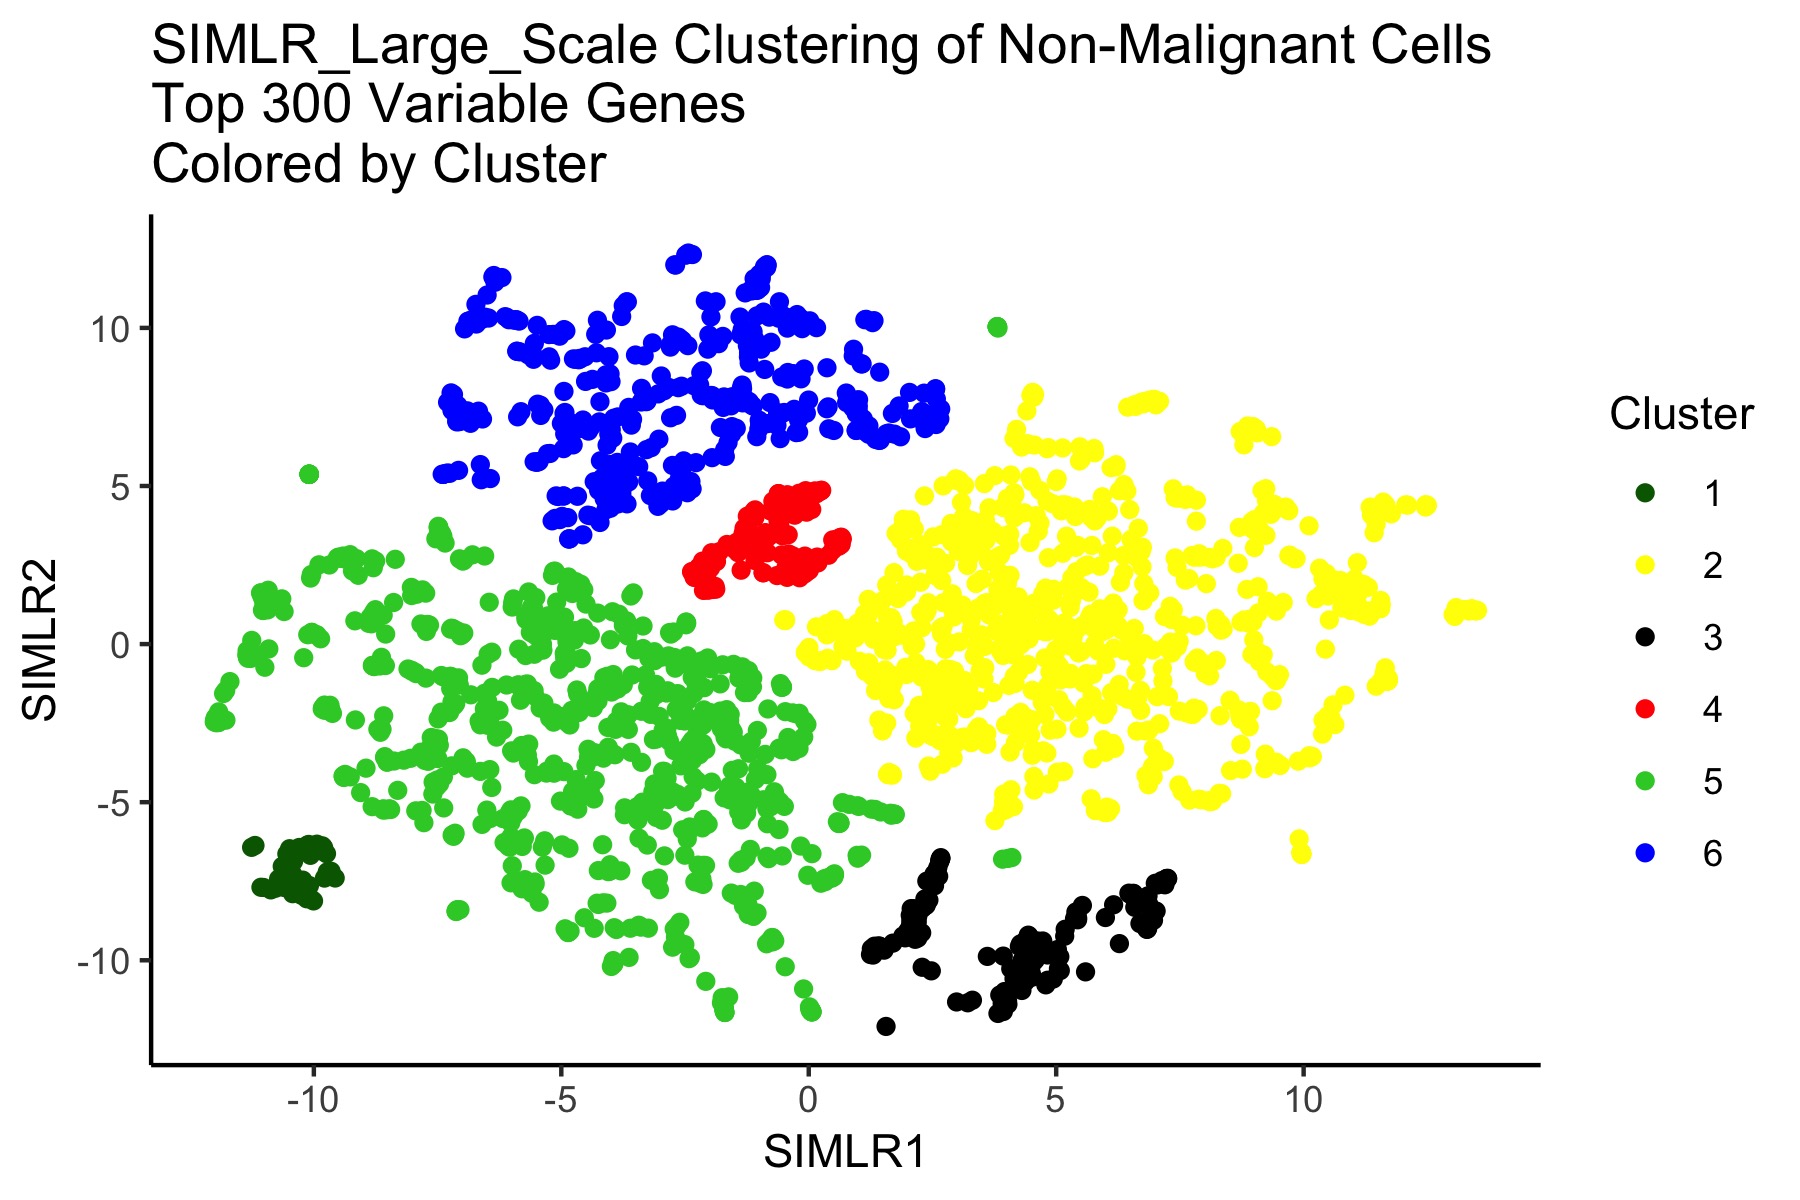 SIMLR_Large_Scale Clustering of Non-Malignant Cells
Top 300 Variable Genes
Colored by Cluster
SIMLR2
10
5
0
-5
-10
-10
-5
0
5
10
SIMLR1
Cluster
1
2
3
4
5
6